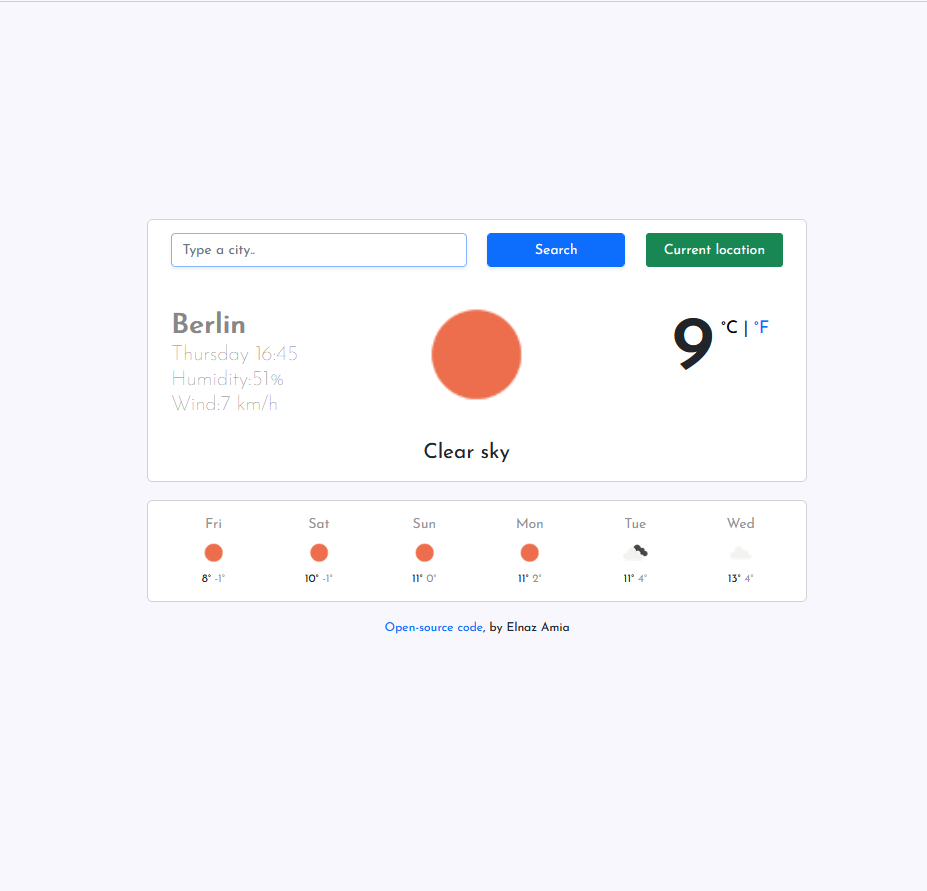 Type a city..
Search
Current location
Berlin
Thursday 16:45
Humidity:51%
Wind:7 km/h
9 °C | °F
Clear sky
Fri Sat Sun Mon Tue Wed
8° -1° 10° -1° 11° 0° 11° 2° 11° 4° 13° 4°
Open-source code, by Elnaz Amia